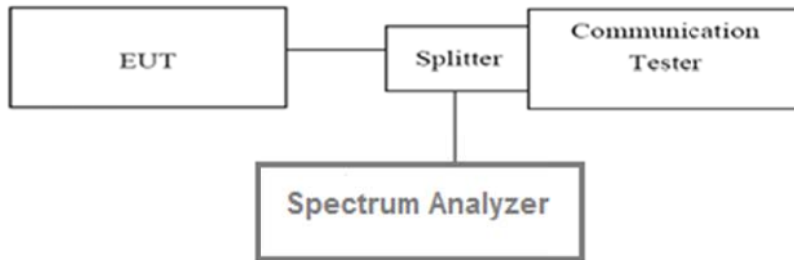 EUT
Splitter
Communication
Tester
Spectrum Analyzer